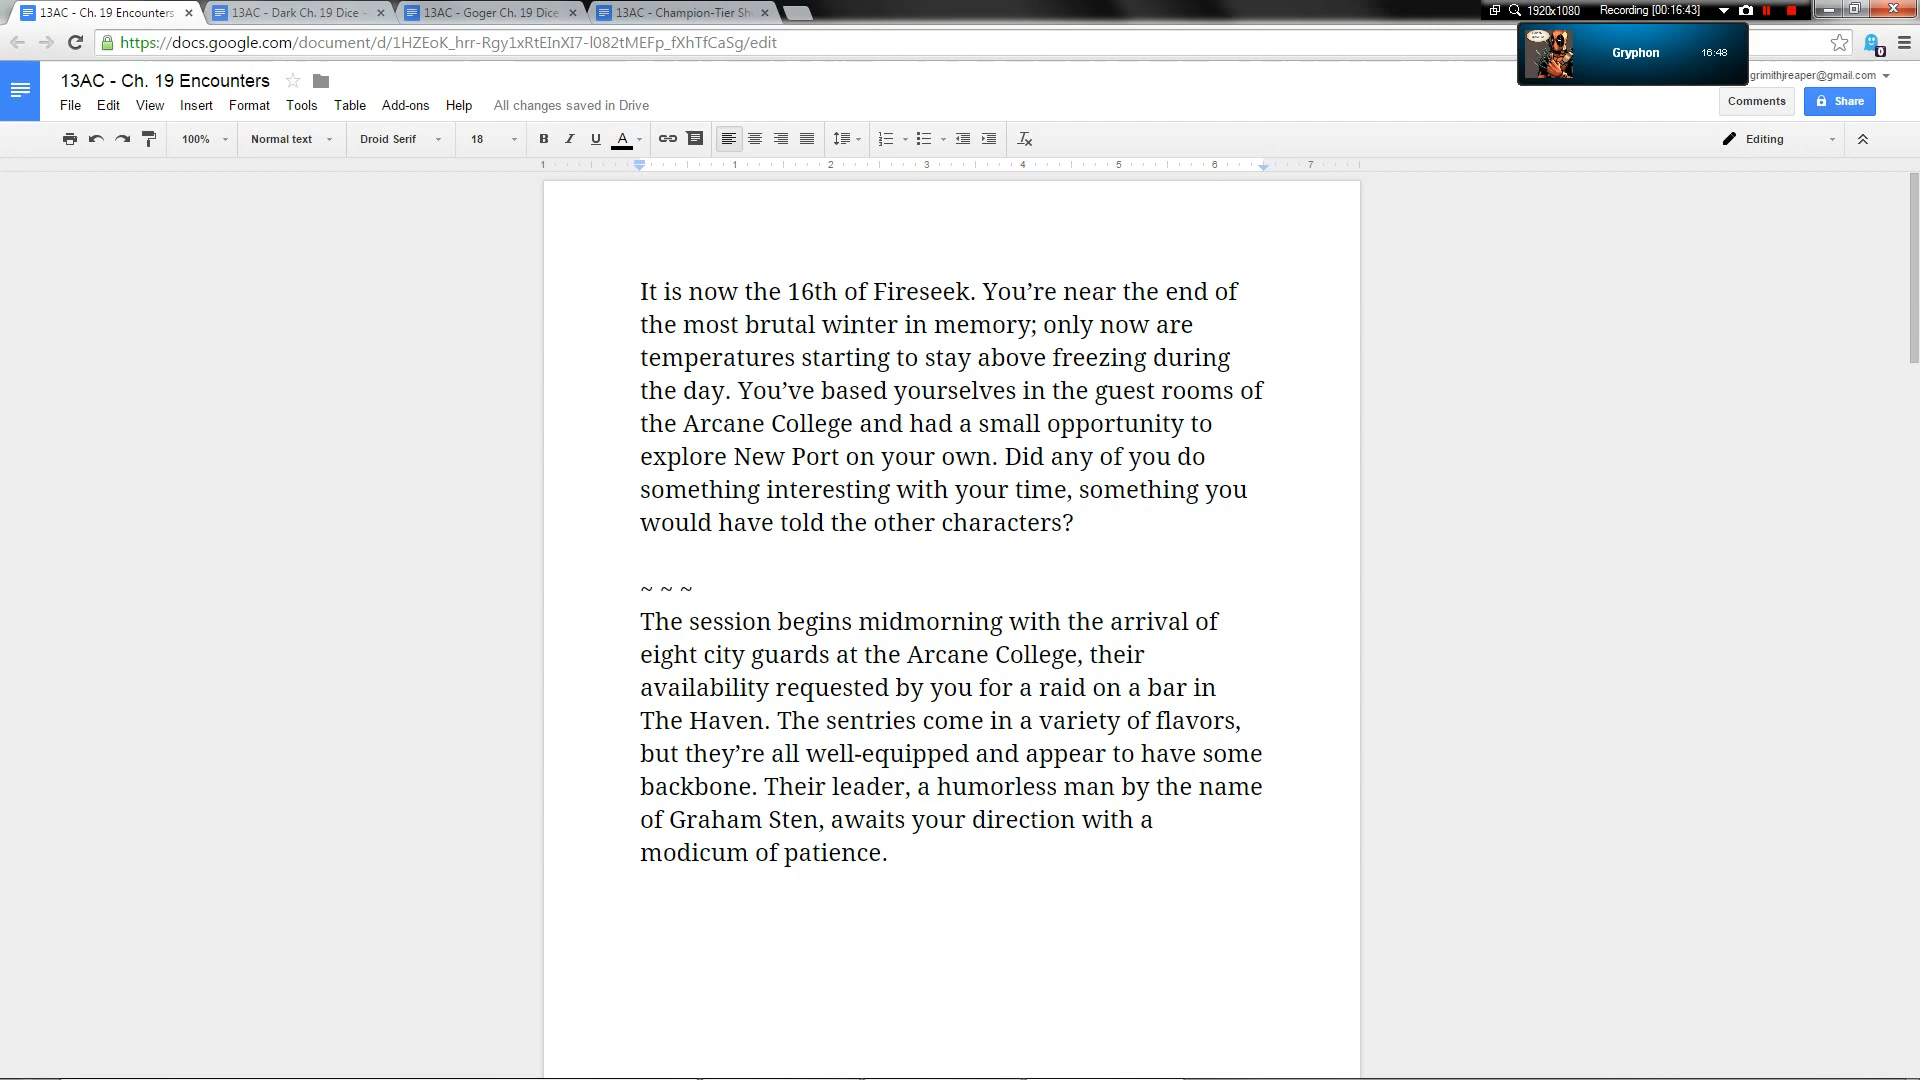 13AC - Ch. 19 Encounters
13AC - Dark Ch. 19 Dice -
13AC - Goger Ch. 19 Dice
13AC - Champion-Tier Sh
1920x1080
Recording [00:16:43]
https://docs.google.com/document/d/1HZEoK_hrr-Rgy1xRtEInXI7-l082tMEFp_fXhTfCaSg/edit
Gryphon
16:48
0
13AC - Ch. 19 Encounters
grimithjreaper@gmail.com
File Edit View Insert Format Tools Table Add-ons Help All changes saved in Drive
Comments
Share
100% Normal text Droid Serif 18 B I U A
Editing
1 1 2 3 4 5 6 7
It is now the 16th of Fireseek. You’re near the end of
the most brutal winter in memory; only now are
temperatures starting to stay above freezing during
the day. You’ve based yourselves in the guest rooms of
the Arcane College and had a small opportunity to
explore New Port on your own. Did any of you do
something interesting with your time, something you
would have told the other characters?
~ ~ ~
The session begins midmorning with the arrival of
eight city guards at the Arcane College, their
availability requested by you for a raid on a bar in
The Haven. The sentries come in a variety of flavors,
but they’re all well-equipped and appear to have some
backbone. Their leader, a humorless man by the name
of Graham Sten, awaits your direction with a
modicum of patience.